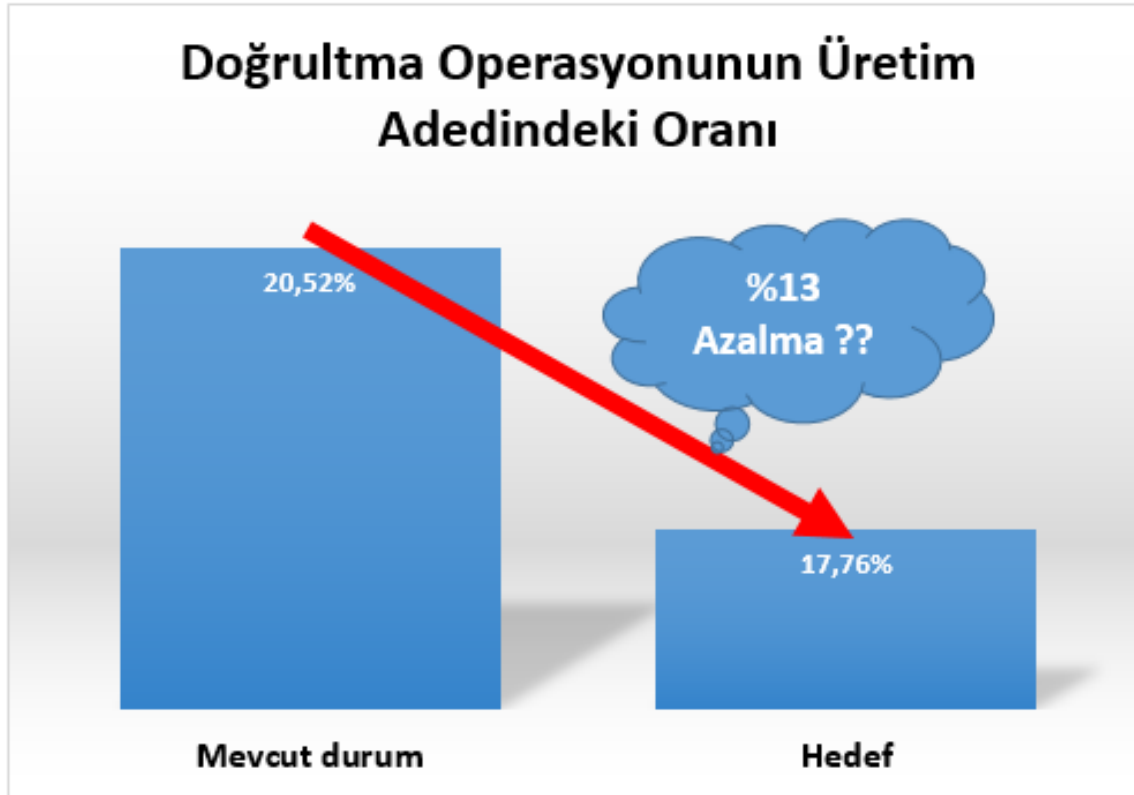 Doğrultma Operasyonunun Üretim
Adedindeki Oranı
20,52%
%13
Azalma ??
17,76%
Mevcut durum
Hedef